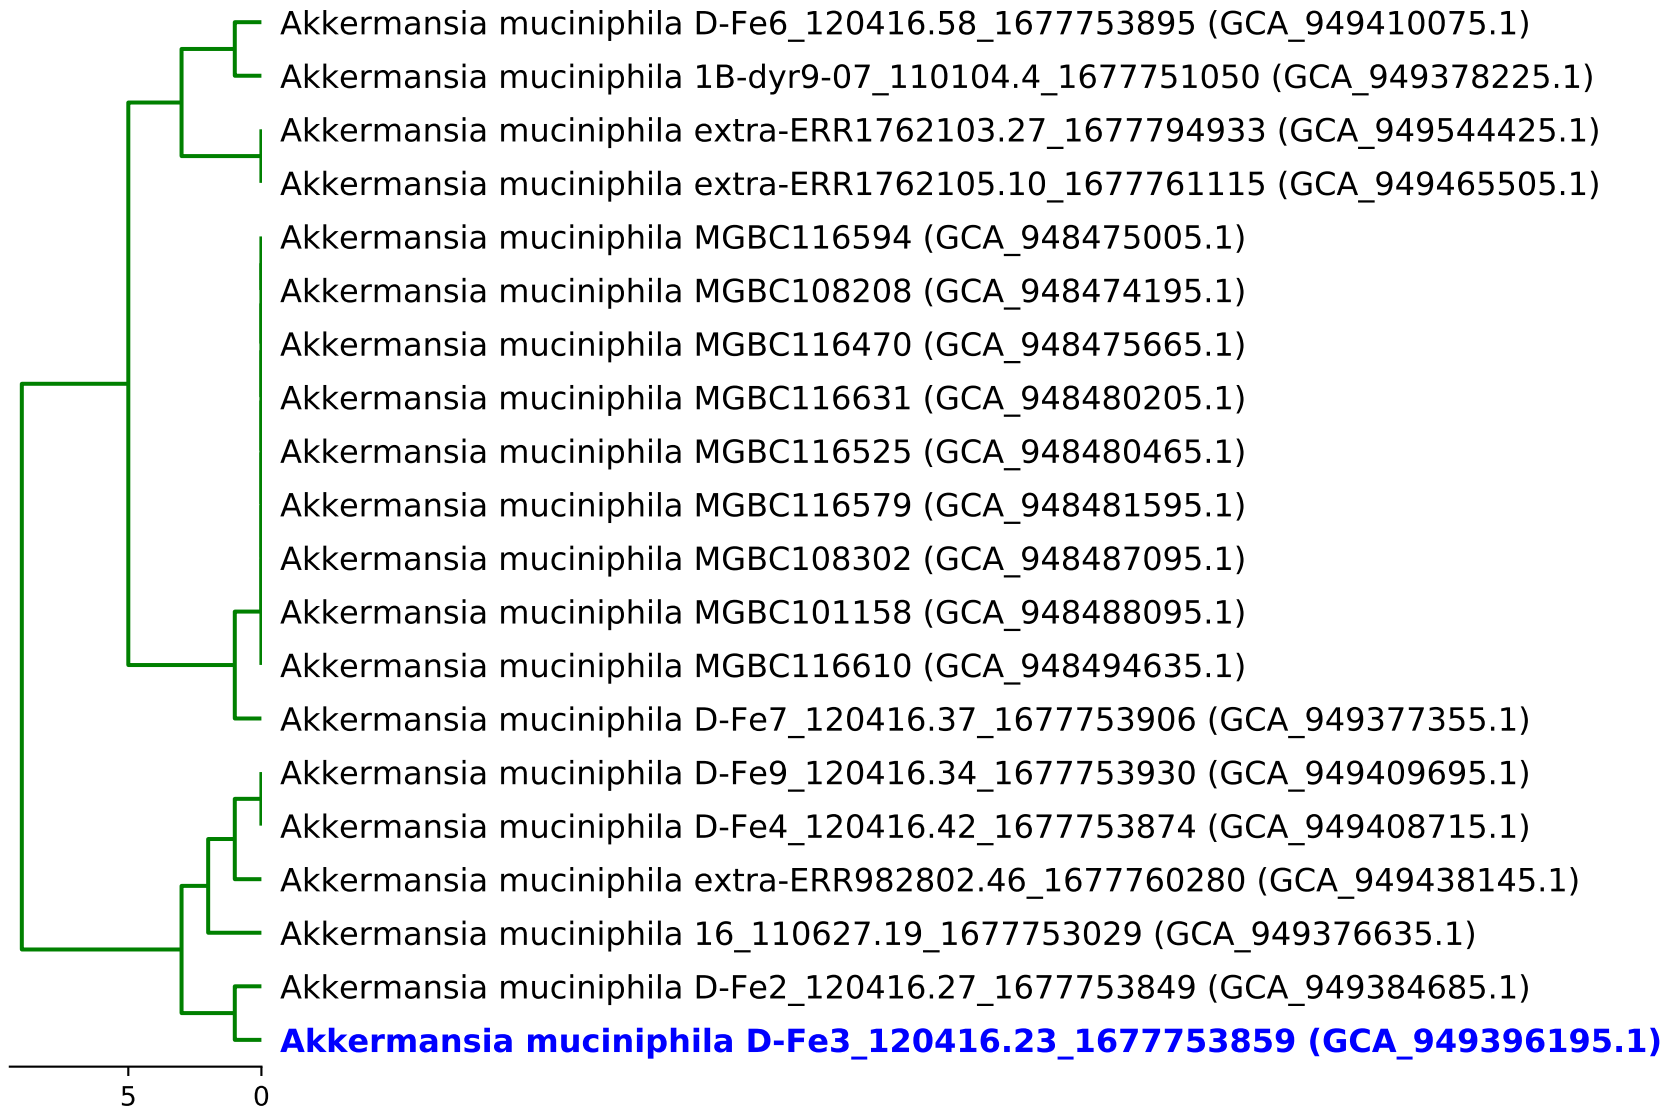 Akkermansia muciniphila D-Fe6_120416.58_1677753895 (GCA_949410075.1)
Akkermansia muciniphila 1B-dyr9-07_110104.4_1677751050 (GCA_949378225.1)
Akkermansia muciniphila extra-ERR1762103.27_1677794933 (GCA_949544425.1)
Akkermansia muciniphila extra-ERR1762105.10_1677761115 (GCA_949465505.1)
Akkermansia muciniphila MGBC116594 (GCA_948475005.1)
Akkermansia muciniphila MGBC108208 (GCA_948474195.1)
Akkermansia muciniphila MGBC116470 (GCA_948475665.1)
Akkermansia muciniphila MGBC116631 (GCA_948480205.1)
Akkermansia muciniphila MGBC116525 (GCA_948480465.1)
Akkermansia muciniphila MGBC116579 (GCA_948481595.1)
Akkermansia muciniphila MGBC108302 (GCA_948487095.1)
Akkermansia muciniphila MGBC101158 (GCA_948488095.1)
Akkermansia muciniphila MGBC116610 (GCA_948494635.1)
Akkermansia muciniphila D-Fe7_120416.37_1677753906 (GCA_949377355.1)
Akkermansia muciniphila D-Fe9_120416.34_1677753930 (GCA_949409695.1)
Akkermansia muciniphila D-Fe4_120416.42_1677753874 (GCA_949408715.1)
Akkermansia muciniphila extra-ERR982802.46_1677760280 (GCA_949438145.1)
Akkermansia muciniphila 16_110627.19_1677753029 (GCA_949376635.1)
Akkermansia muciniphila D-Fe2_120416.27_1677753849 (GCA_949384685.1)
Akkermansia muciniphila D-Fe3_120416.23_1677753859 (GCA_949396195.1)
5 0